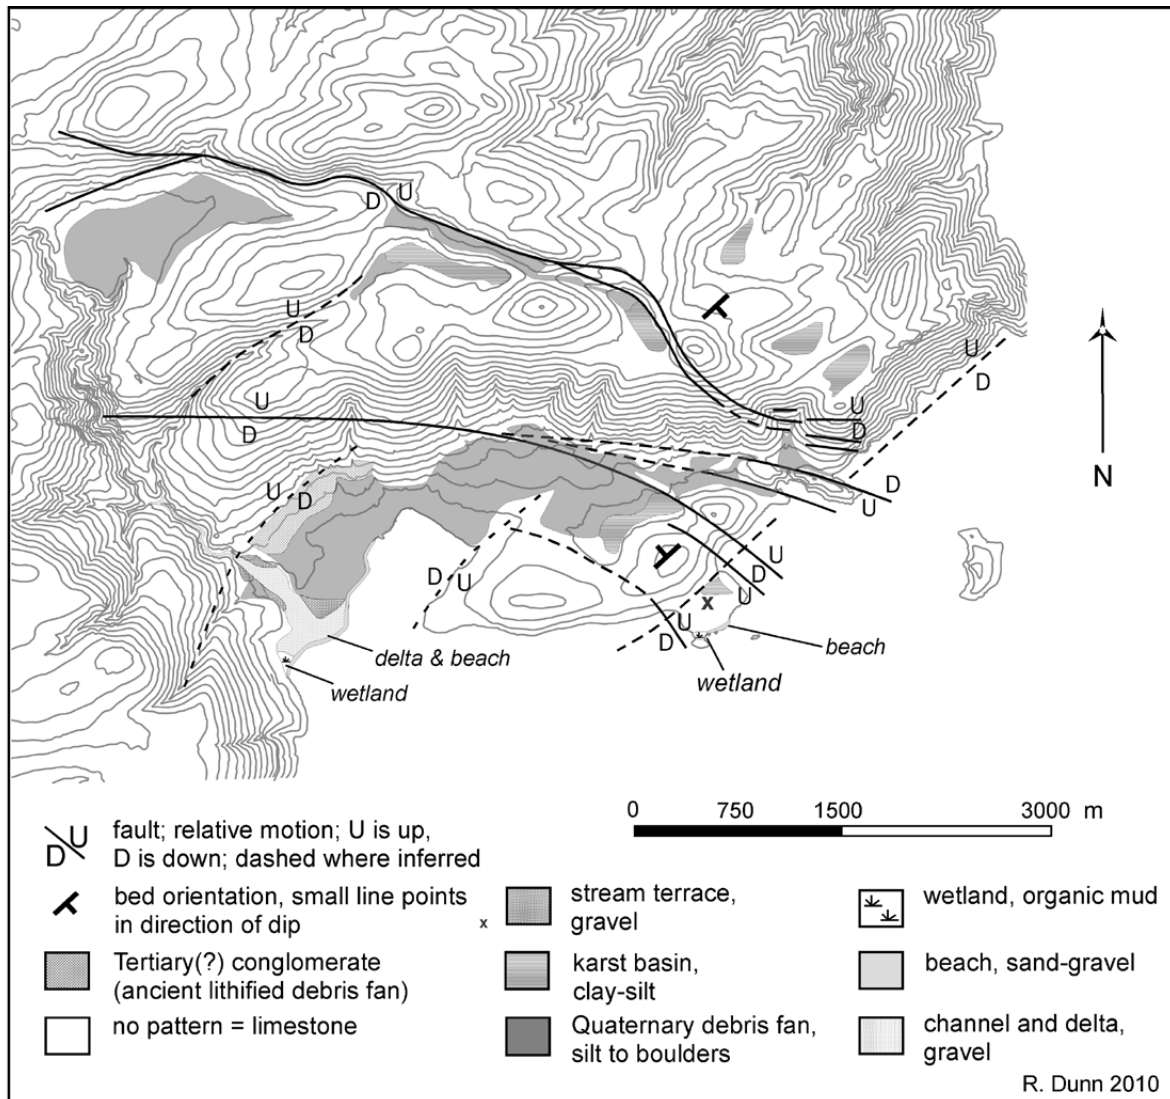 D U
U
D
U
D
U
D
U
D
U
D
D
U
D
U
U
D
U
D
U
D
X
N
delta & beach
wetland
beach
wetland
0 750 1500 3000 m
U
D
fault; relative motion; U is up,
D is down; dashed where inferred
bed orientation, small line points
in direction of dip
x
Tertiary(?) conglomerate
(ancient lithified debris fan)
no pattern = limestone
stream terrace,
gravel
karst basin,
clay-silt
Quaternary debris fan,
silt to boulders
wetland, organic mud
beach, sand-gravel
channel and delta,
gravel
R. Dunn 2010